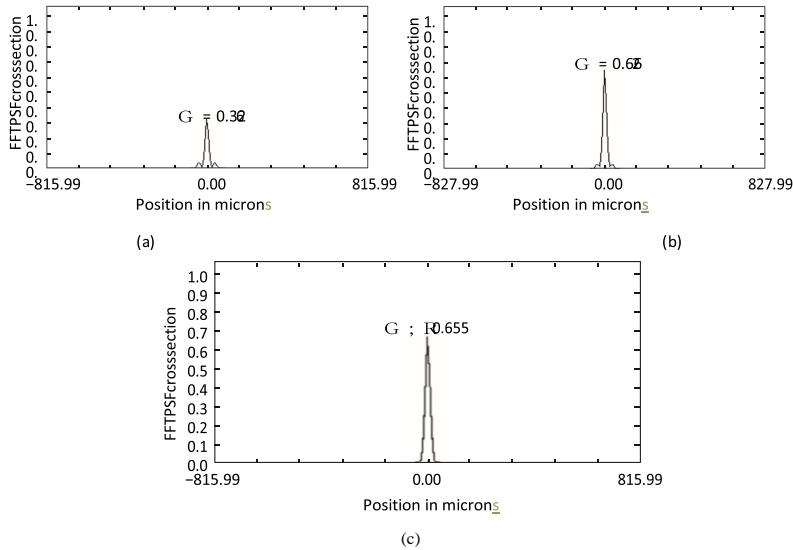 FFTPSFcrosssection
1.
0.
0.
0.
0.
0.
0.
0.
0.
0.
0.
G =
−815.99 0.00 815.99
Position in microns
(a)
FFTPSFcrosssection
1.
0.
0.
0.
0.
0.
0.
0.
0.
0.
0.
G =
−827.99 0.00 827.99
Position in microns
(b)
FFTPSFcrosssection
1.0
0.9
0.8
0.7
0.6
0.5
0.4
0.3
0.2
0.1
0.0
G ; R 0.655
−815.99 0.00 815.99
Position in microns
(c)